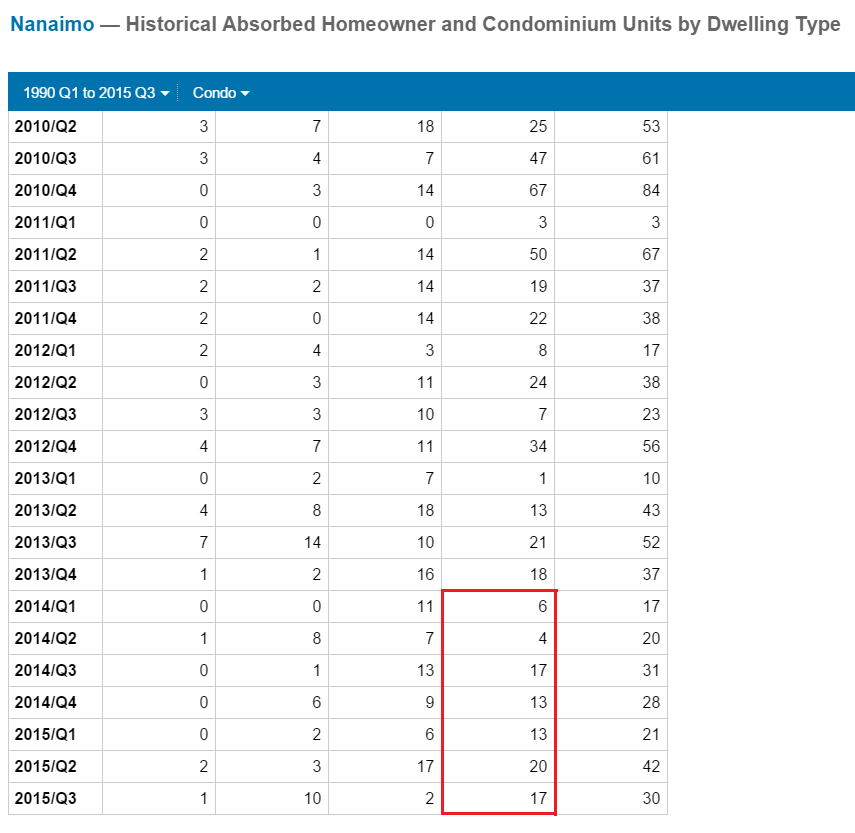 Nanaimo — Historical Absorbed Homeowner and Condominium Units by Dwelling Type
1990 Q1 to 2015 Q3 Condo
2010/Q2 3 7 18 25 53
2010/Q3 3 4 7 47 61
2010/Q4 0 3 14 67 84
2011/Q1 0 0 0 3 3
2011/Q2 2 1 14 50 67
2011/Q3 2 2 14 19 37
2011/Q4 2 0 14 22 38
2012/Q1 2 4 3 8 17
2012/Q2 0 3 11 24 38
2012/Q3 3 3 10 7 23
2012/Q4 4 7 11 34 56
2013/Q1 0 2 7 1 10
2013/Q2 4 8 18 13 43
2013/Q3 7 14 10 21 52
2013/Q4 1 2 16 18 37
2014/Q1 0 0 11 6 17
2014/Q2 1 8 7 4 20
2014/Q3 0 1 13 17 31
2014/Q4 0 6 9 13 28
2015/Q1 0 2 6 13 21
2015/Q2 2 3 17 20 42
2015/Q3 1 10 2 17 30